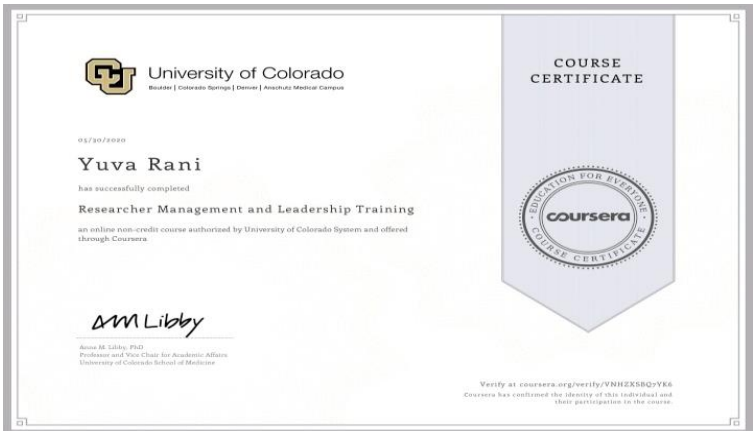 CU
University of Colorado
Boulder | Colorado Springs | Denver | Anschutz Medical Campus
05/30/2020
Yuva Rani
has successfully completed
Researcher Management and Leadership Training
an online non-credit course authorized by University of Colorado System and offered
through Coursera
AM Libby
Anne M. Libby, PhD
Professor and Vice Chair for Academic Affairs
University of Colorado School of Medicine
COURSE
CERTIFICATE
EDUCATION FOR EVERYONE
coursera
COURSE CERTIFICATE
Verify at coursera.org/verify/VNHZXSBQ7YK6
Coursera has confirmed the identity of this individual and
their participation in the course.